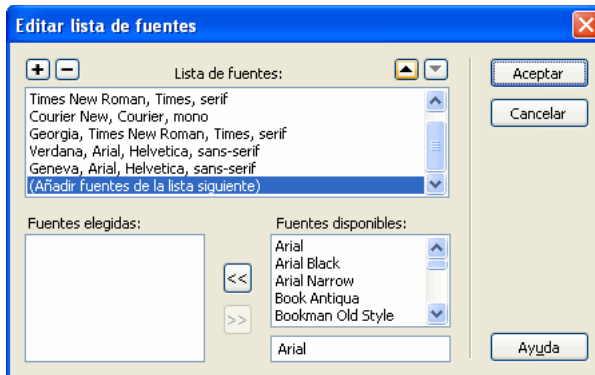 Editar lista de fuentes
Lista de fuentes:
Aceptar
Times New Roman, Times, serif
Courier New, Courier, mono
Georgia, Times New Roman, Times, serif
Verdana, Arial, Helvetica, sans-serif
Geneva, Arial, Helvetica, sans-serif
(Añadir fuentes de la lista siguiente)
Cancelar
Fuentes elegidas:
Fuentes disponibles:
Arial
Arial Black
Arial Narrow
Book Antiqua
Bookman Old Style
<<
>>
Arial
Ayuda